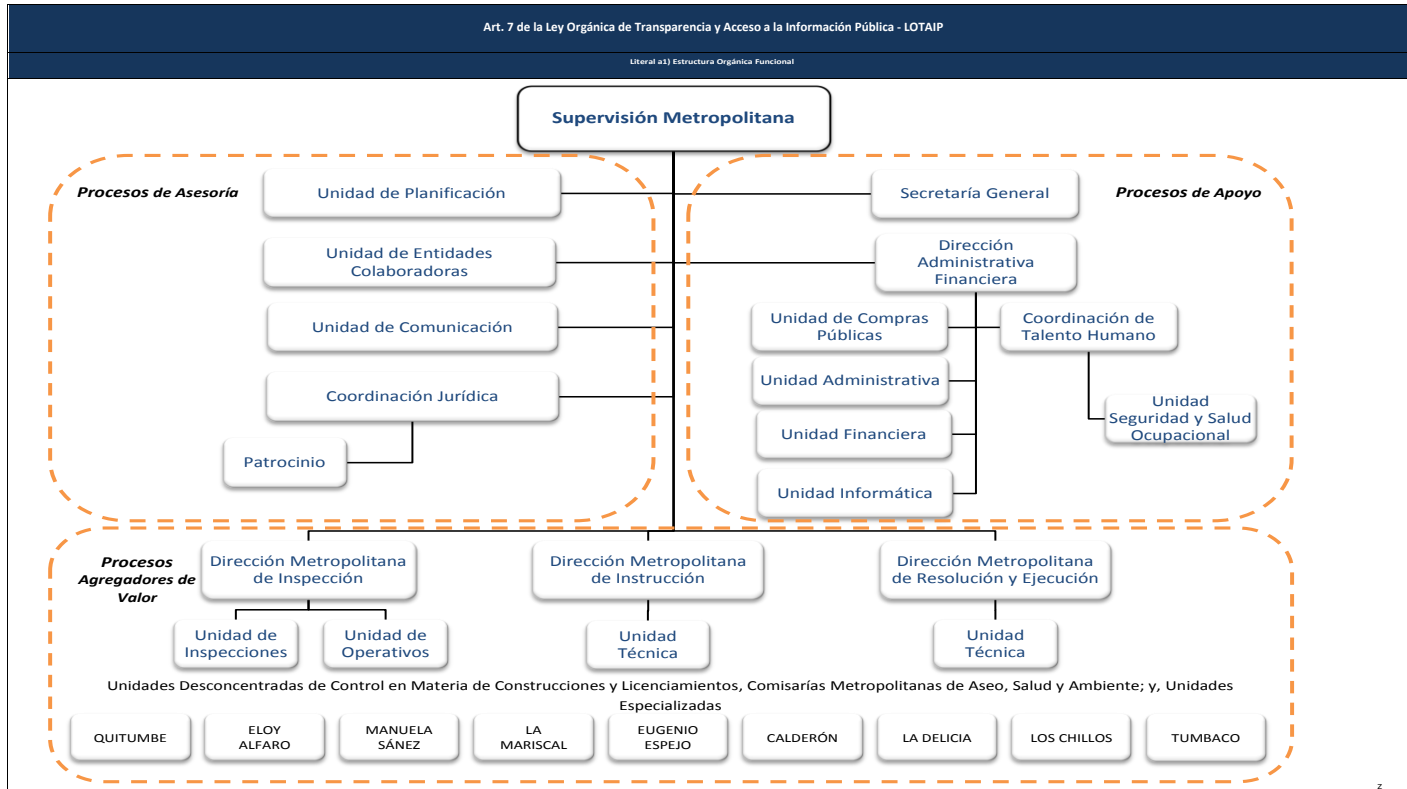 Art. 7 de la Ley Orgánica de Transparencia y Acceso a la Información Pública - LOTAIP
Literal a1) Estructura Orgánica Funcional
Supervisión Metropolitana
Procesos de Asesoría
Unidad de Planificación
Unidad de Entidades
Colaboradoras
Unidad de Comunicación
Coordinación Jurídica
Patrocinio
Procesos de Apoyo
Secretaría General
Dirección
Administrativa
Financiera
Unidad de Compras
Públicas
Coordinación de
Talento Humano
Unidad Administrativa
Unidad
Seguridad y Salud
Ocupacional
Unidad Financiera
Unidad Informática
Procesos
Agregadores de
Valor
Dirección Metropolitana
de Inspección
Dirección Metropolitana
de Instrucción
Dirección Metropolitana
de Resolución y Ejecución
Unidad de
Inspecciones
Unidad de
Operativos
Unidad
Técnica
Unidad
Técnica
Unidades Desconcentradas de Control en Materia de Construcciones y Licenciamientos, Comisarías Metropolitanas de Aseo, Salud y Ambiente; y, Unidades
Especializadas
QUITUMBE
ELOY
ALFARO
MANUELA
SÁNEZ
LA
MARISCAL
EUGENIO
ESPEJO
CALDERÓN
LA DELICIA
LOS CHILLOS
TUMBACO
z